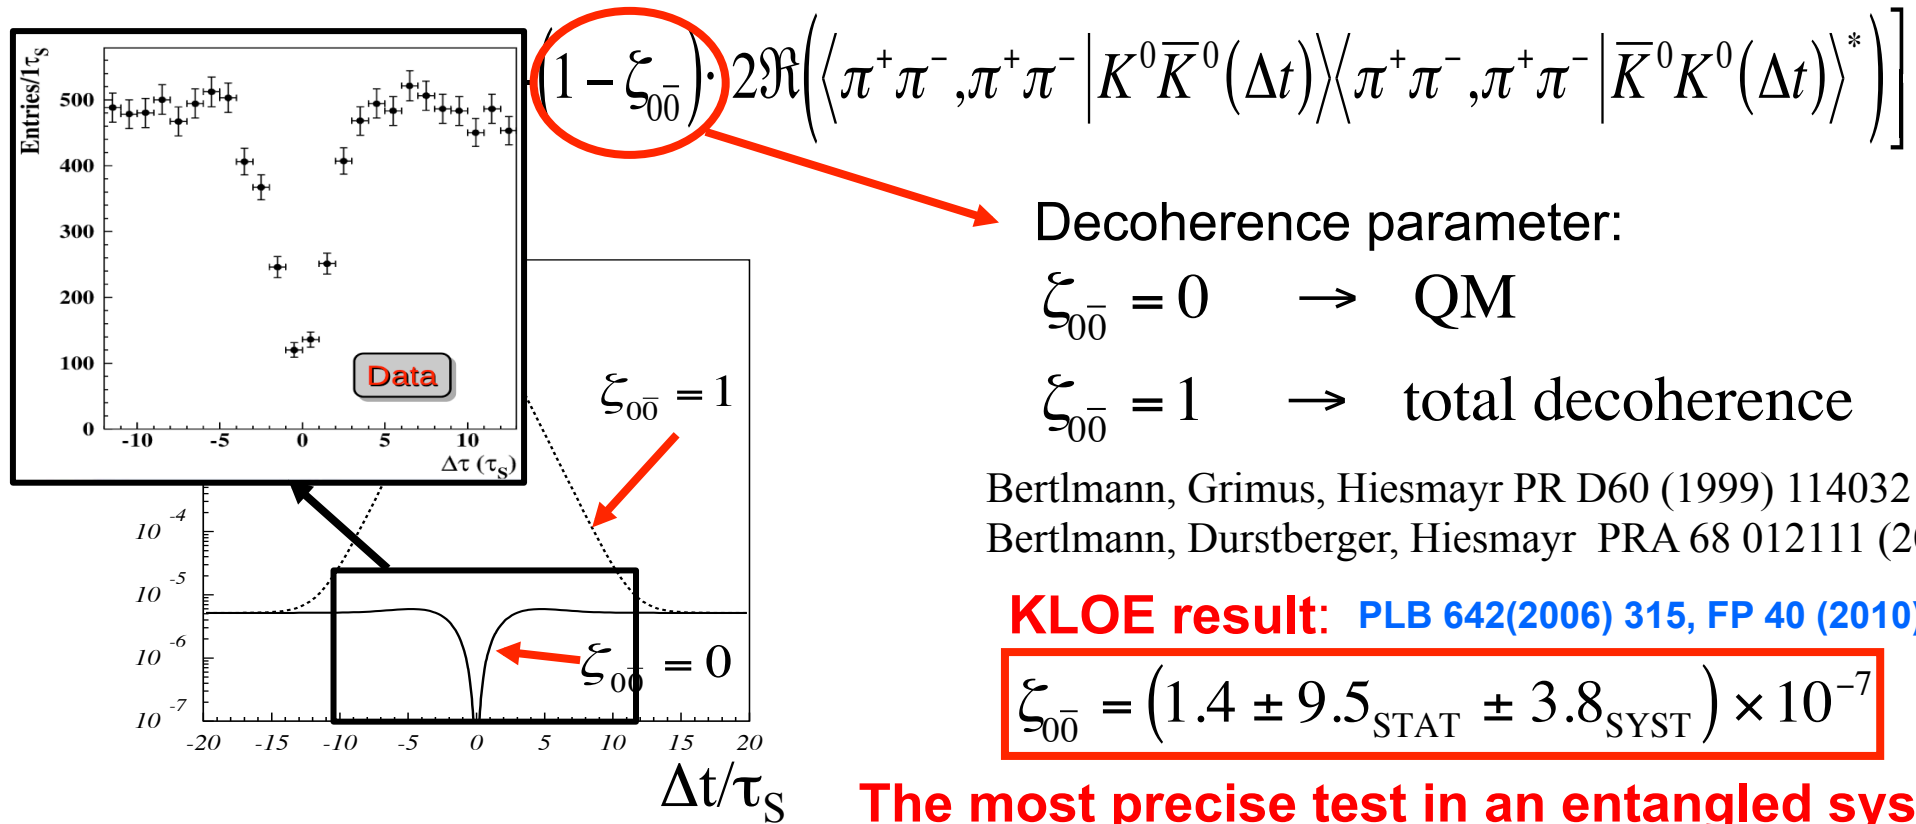 (1 − ζ₀₀̅) · 2ℜ(⟨π⁺π⁻,π⁺π⁻|K⁰K̅⁰(Δt)⟩⟨π⁺π⁻,π⁺π⁻|K̅⁰K⁰(Δt)⟩*)]
Entries/1τS
500
400
300
200
100
0
-10 -5 0 5 10
Δτ (τS)
Data
Decoherence parameter:
ζ₀₀̅ = 0 → QM
ζ₀₀̅ = 1 → total decoherence
Bertlmann, Grimus, Hiesmayr PR D60 (1999) 114032
Bertlmann, Durstberger, Hiesmayr PRA 68 012111
KLOE result: PLB 642(2006) 315, FP 40 (2010)
ζ₀₀̅ = (1.4 ± 9.5STAT ± 3.8SYST) × 10⁻⁷
The most precise test in an entangled
ζ₀₀̅ = 1
ζ₀₀̅ = 0
10⁻⁴
10⁻⁵
10⁻⁶
10⁻⁷
-20 -15 -10 -5 0 5 10 15 20
Δt/τS